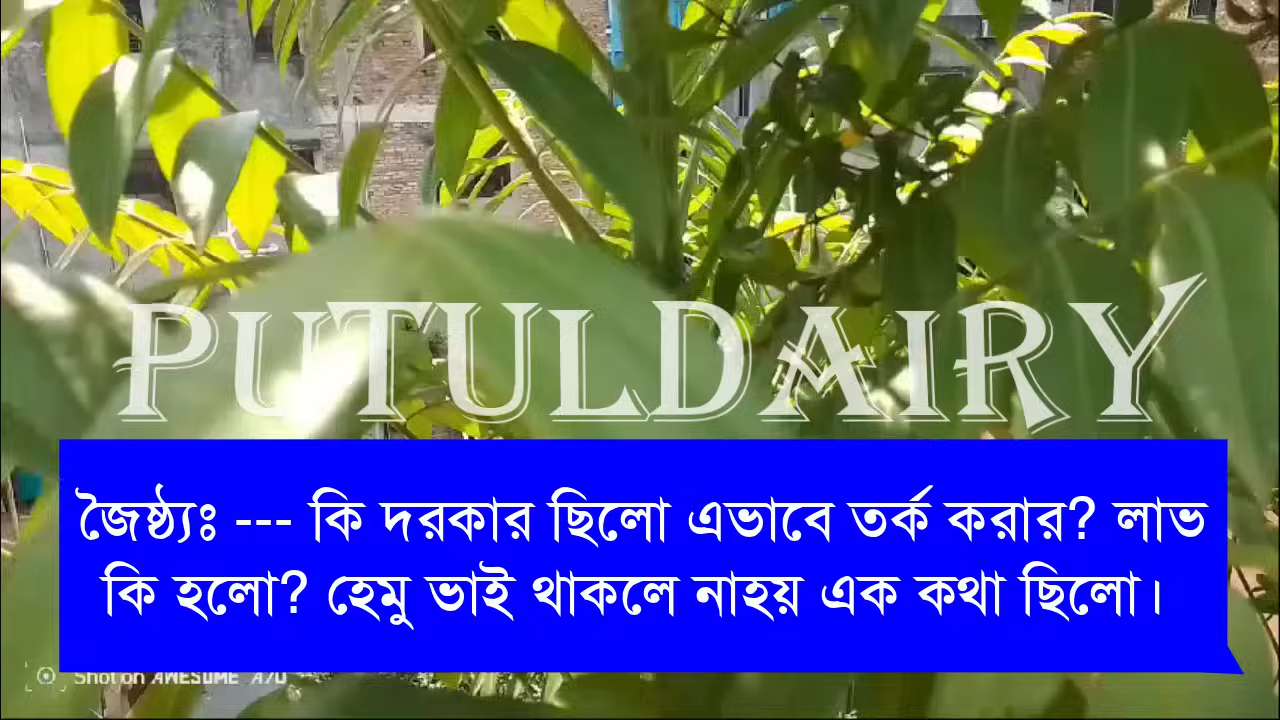 PUTULDAIRY
জৈষ্ঠ্যঃ --- কি দরকার ছিলো এভাবে তর্ক করার? লাভ
কি হলো? হেমু ভাই থাকলে নাহয় এক কথা ছিলো।
Shot on AWESOME A70